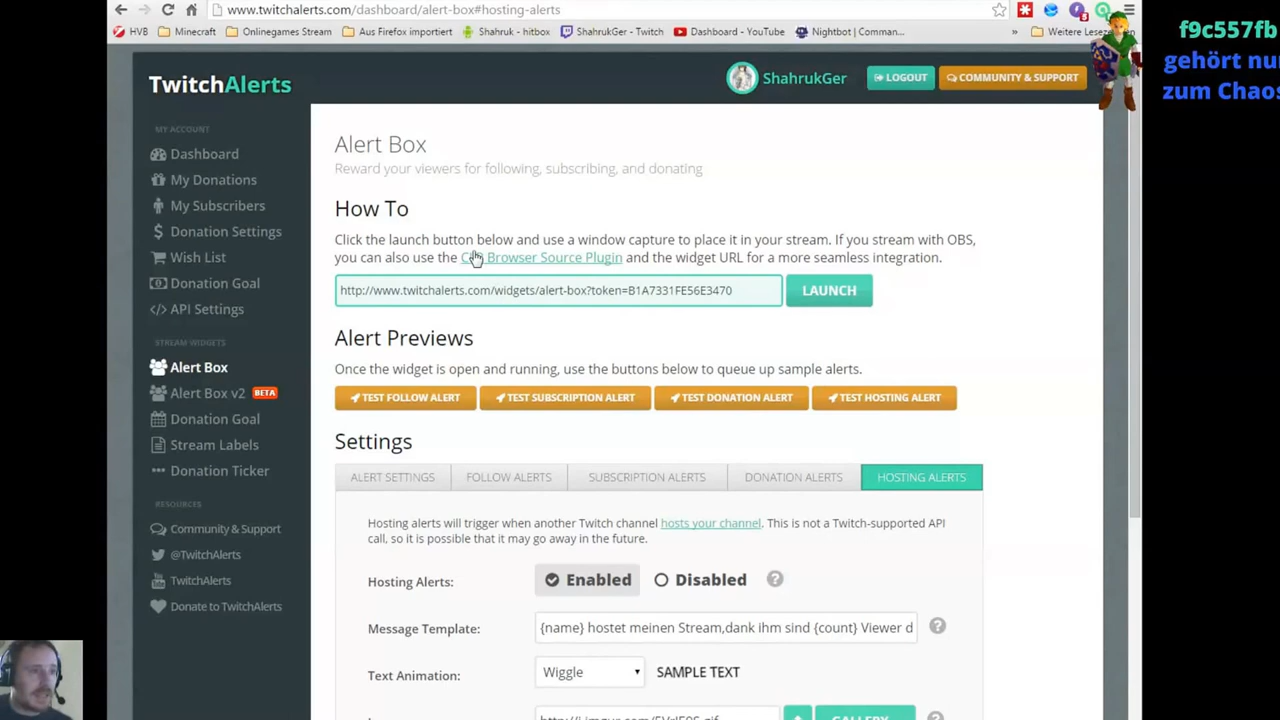 www.twitchalerts.com/dashboard/alert-box#hosting-alerts
HVB Minecraft Onlinegames Stream Aus Firefox importiert Shahruk - hitbox ShahrukGer - Twitch Dashboard - YouTube Nightbot (Comman... » Weitere
f9c557fb
gehört nu
zum Chaos
TwitchAlerts
ShahrukGer LOGOUT COMMUNITY & SUPPORT
MY ACCOUNT
Dashboard
My Donations
My Subscribers
Donation Settings
Wish List
Donation Goal
API Settings
STREAM WIDGETS
Alert Box
Alert Box v2 BETA
Donation Goal
Stream Labels
Donation Ticker
RESOURCES
Community & Support
@TwitchAlerts
TwitchAlerts
Donate to TwitchAlerts
Alert Box
Reward your viewers for following, subscribing, and donating
How To
Click the launch button below and use a window capture to place it in your stream. If you stream with OBS,
you can also use the Browser Source Plugin and the widget URL for a more seamless integration.
http://www.twitchalerts.com/widgets/alert-box?token=B1A7331FE56E3470 LAUNCH
Alert Previews
Once the widget is open and running, use the buttons below to queue up sample alerts.
TEST FOLLOW ALERT TEST SUBSCRIPTION ALERT TEST DONATION ALERT TEST HOSTING ALERT
Settings
ALERT SETTINGS FOLLOW ALERTS SUBSCRIPTION ALERTS DONATION ALERTS HOSTING ALERTS
Hosting alerts will trigger when another Twitch channel hosts your channel. This is not a Twitch-supported API
call, so it is possible that it may go away in the future.
Hosting Alerts: Enabled Disabled ?
Message Template: {name} hostet meinen Stream,dank ihm sind {count} Viewer d ?
Text Animation: Wiggle SAMPLE TEXT
GALLERY